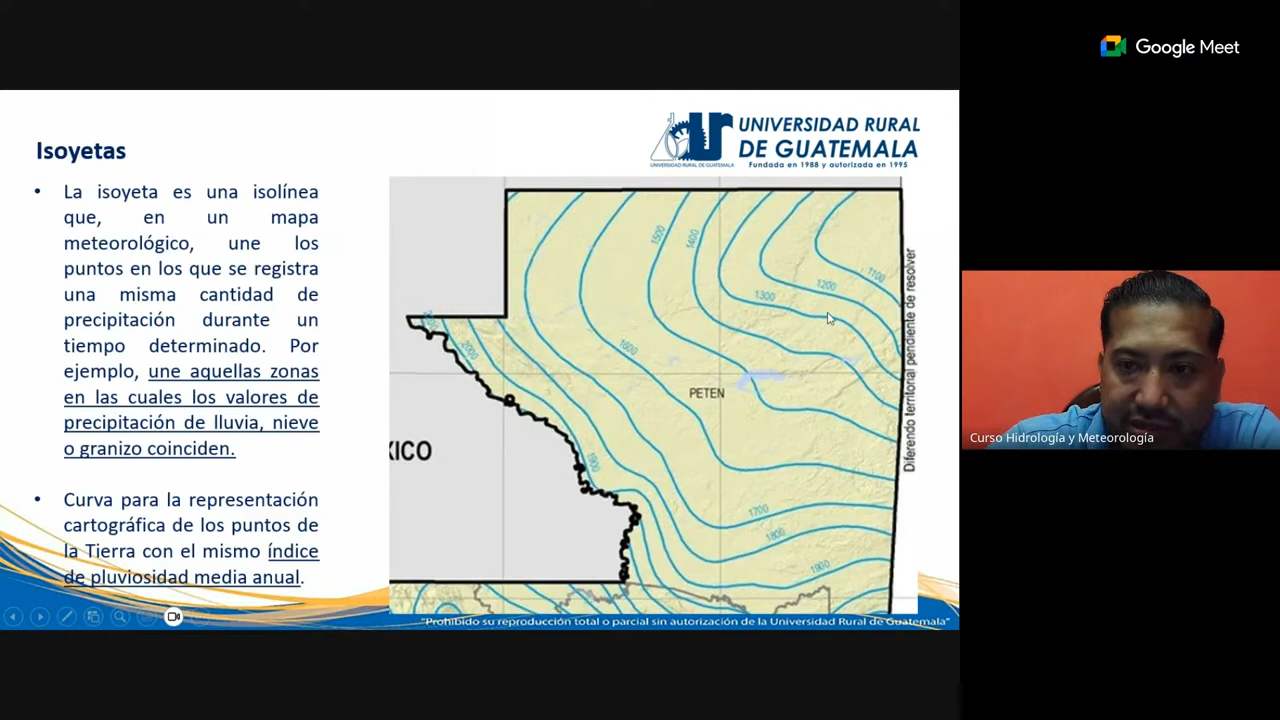 Google Meet
UNIVERSIDAD RURAL
DE GUATEMALA
Fundada en 1988 y autorizada en 1995
UNIVERSIDAD RURAL DE GUATEMALA
Isoyetas
• La isoyeta es una isolínea
que, en un mapa
meteorológico, une los
puntos en los que se registra
una misma cantidad de
precipitación durante un
tiempo determinado. Por
ejemplo, une aquellas zonas
en las cuales los valores de
precipitación de lluvia, nieve
o granizo coinciden.
• Curva para la representación
cartográfica de los puntos de
la Tierra con el mismo índice
de pluviosidad media anual.
1500
1400
1100
1200
1300
2000
1600
PETEN
XICO
1900
1700
1800
1900
Diferendo territorial pendiente de resolver
Curso Hidrología y Meteorología
"Prohibido su reproducción total o parcial sin autorización de la Universidad Rural de Guatemala"